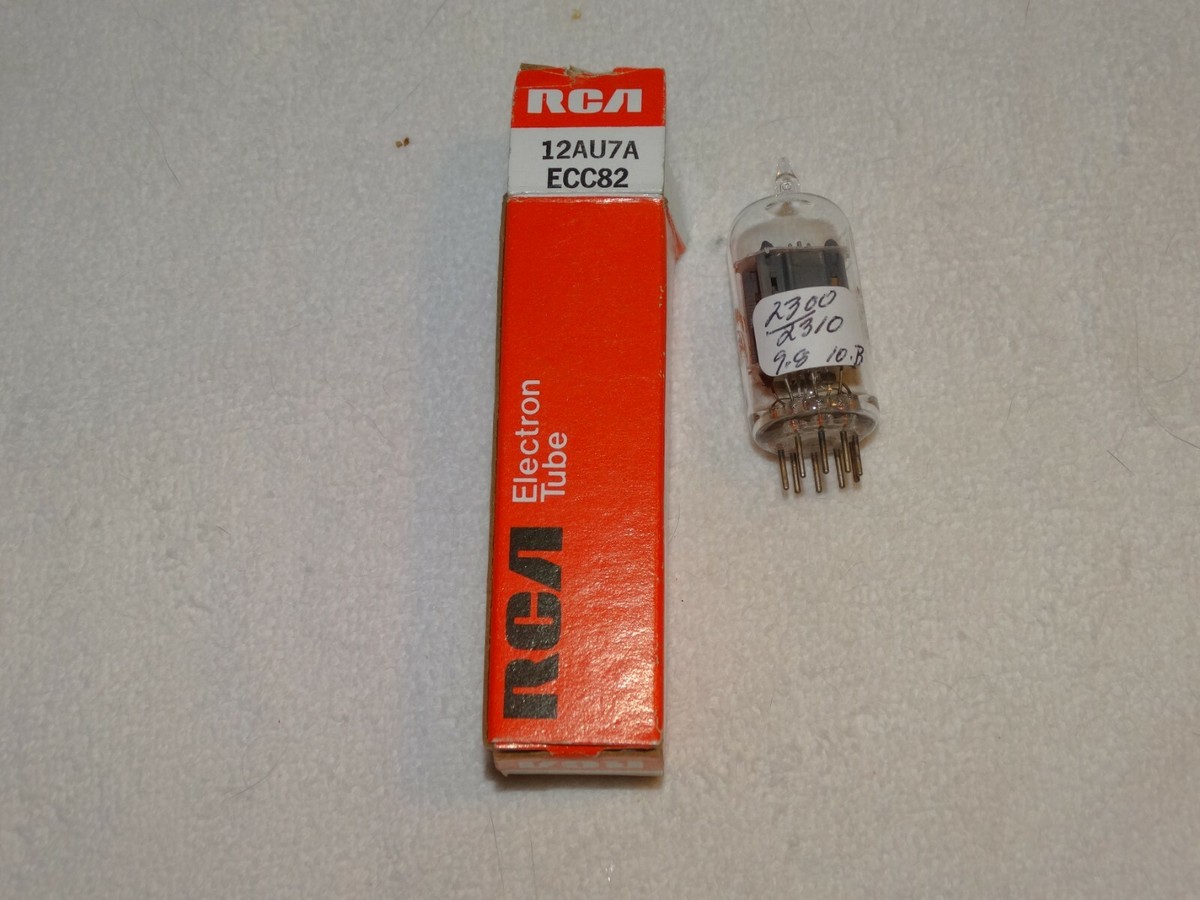 RCA
12AU7A
ECC82
Electron
Tube
RCA
2300
2310
9.8 10.B